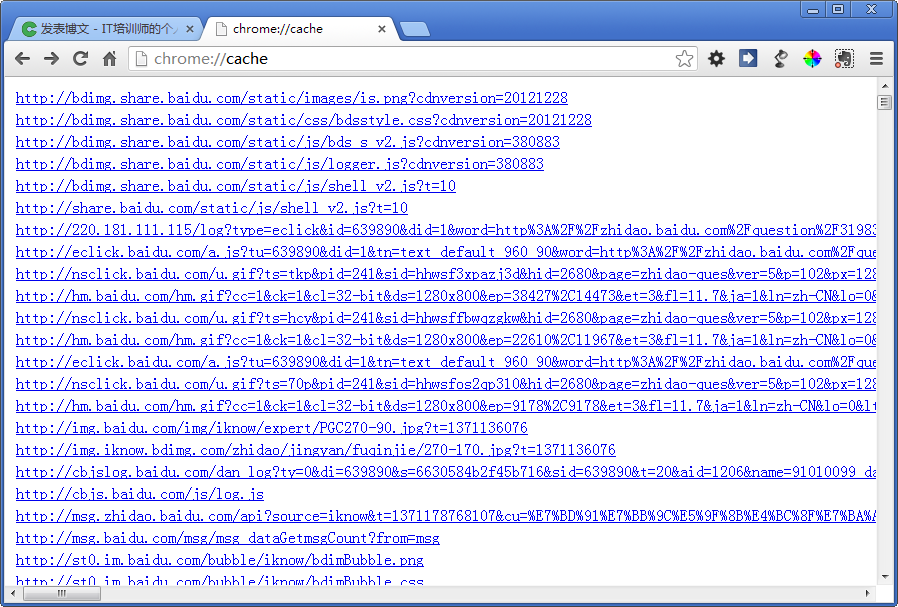 发表博文 - IT培训师的个
chrome://cache
chrome://cache
http://bdimg.share.baidu.com/static/images/is.png?cdnversion=20121228
http://bdimg.share.baidu.com/static/css/bdsstyle.css?cdnversion=20121228
http://bdimg.share.baidu.com/static/js/bds_s_v2.js?cdnversion=380883
http://bdimg.share.baidu.com/static/js/logger.js?cdnversion=380883
http://bdimg.share.baidu.com/static/js/shell_v2.js?t=10
http://share.baidu.com/static/js/shell_v2.js?t=10
http://220.181.111.115/log?type=eclick&id=639890&did=1&word=http%3A%2F%2Fzhidao.baidu.com%2Fquestion%2F31983
http://eclick.baidu.com/a.js?tu=639890&did=1&tn=text_default_960_90&word=http%3A%2F%2Fzhidao.baidu.com%2Fque
http://nsclick.baidu.com/u.gif?ts=tkp&pid=241&sid=hhwsf3xpazj3d&hid=2680&page=zhidao-ques&ver=5&p=102&px=128
http://hm.baidu.com/hm.gif?cc=1&ck=1&cl=32-bit&ds=1280x800&ep=38427%2C14473&et=3&fl=11.7&ja=1&ln=zh-CN&lo=0&
http://nsclick.baidu.com/u.gif?ts=hcy&pid=241&sid=hhwsffbwqzgkw&hid=2680&page=zhidao-ques&ver=5&p=102&px=128
http://hm.baidu.com/hm.gif?cc=1&ck=1&cl=32-bit&ds=1280x800&ep=22610%2C11967&et=3&fl=11.7&ja=1&ln=zh-CN&lo=0&
http://eclick.baidu.com/a.js?tu=639890&did=1&tn=text_default_960_90&word=http%3A%2F%2Fzhidao.baidu.com%2Fque
http://nsclick.baidu.com/u.gif?ts=70p&pid=241&sid=hhwsfos2qp310&hid=2680&page=zhidao-ques&ver=5&p=102&px=128
http://hm.baidu.com/hm.gif?cc=1&ck=1&cl=32-bit&ds=1280x800&ep=9178%2C9178&et=3&fl=11.7&ja=1&ln=zh-CN&lo=0&lt
http://img.baidu.com/img/iknow/expert/PGC270-90.jpg?t=1371136076
http://img.iknow.bdimg.com/zhidao/jingyan/fuqinjie/270-170.jpg?t=1371136076
http://cbjslog.baidu.com/dan_log?ty=0&di=639890&s=6630584b2f45b716&sid=639890&t=20&aid=1206&name=91010099_da
http://cbjs.baidu.com/js/log.js
http://msg.zhidao.baidu.com/api?source=iknow&t=1371178768107&cu=%E7%BD%91%E7%BB%9C%E5%9F%8B%E4%BC%8F%E7%BA%A
http://msg.baidu.com/msg/msg_dataGetmsgCount?from=msg
http://st0.im.baidu.com/bubble/iknow/bdimBubble.png
http://st0.im.baidu.com/bubble/iknow/bdimBubble.css